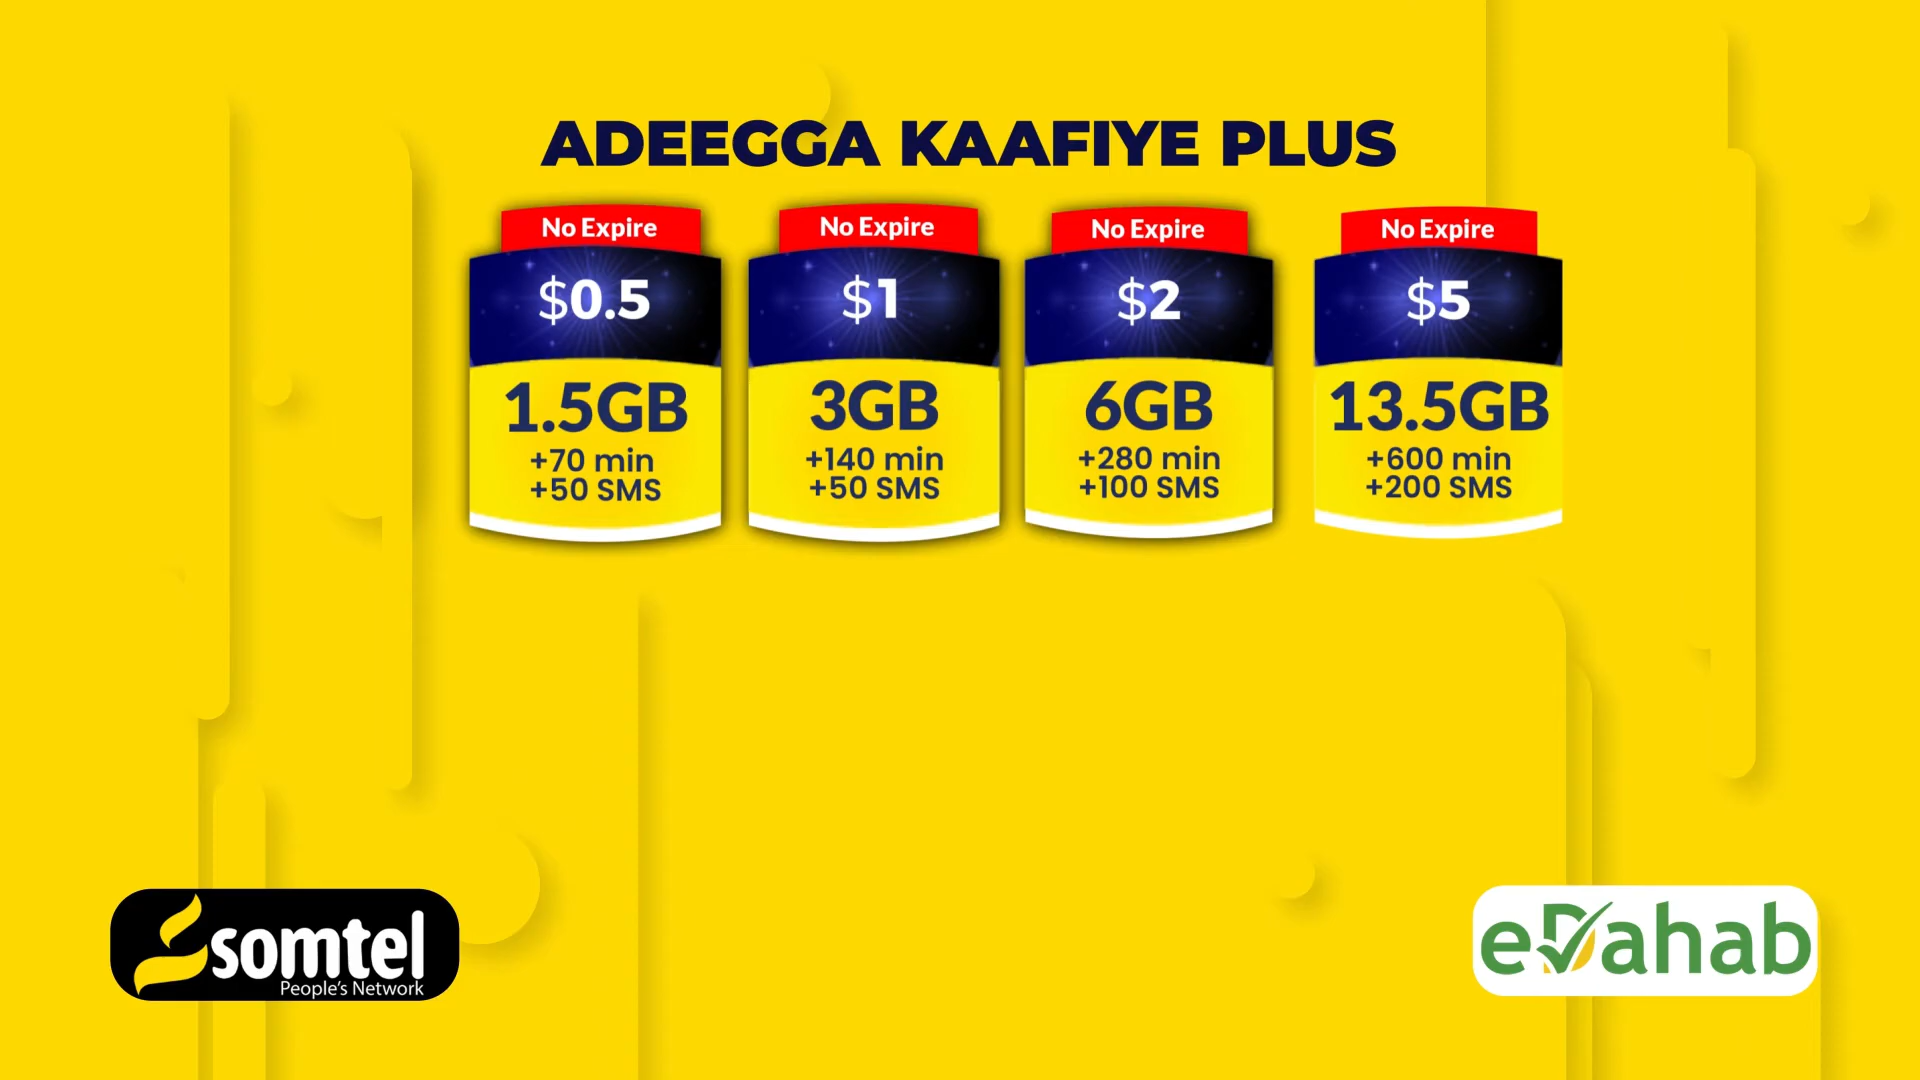 ADEEGGA KAAFIYE PLUS
No Expire
$0.5
1.5GB
+70 min
+50 SMS
No Expire
$1
3GB
+140 min
+50 SMS
No Expire
$2
6GB
+280 min
+100 SMS
No Expire
$5
13.5GB
+600 min
+200 SMS
somtel
People's Network
eDahab